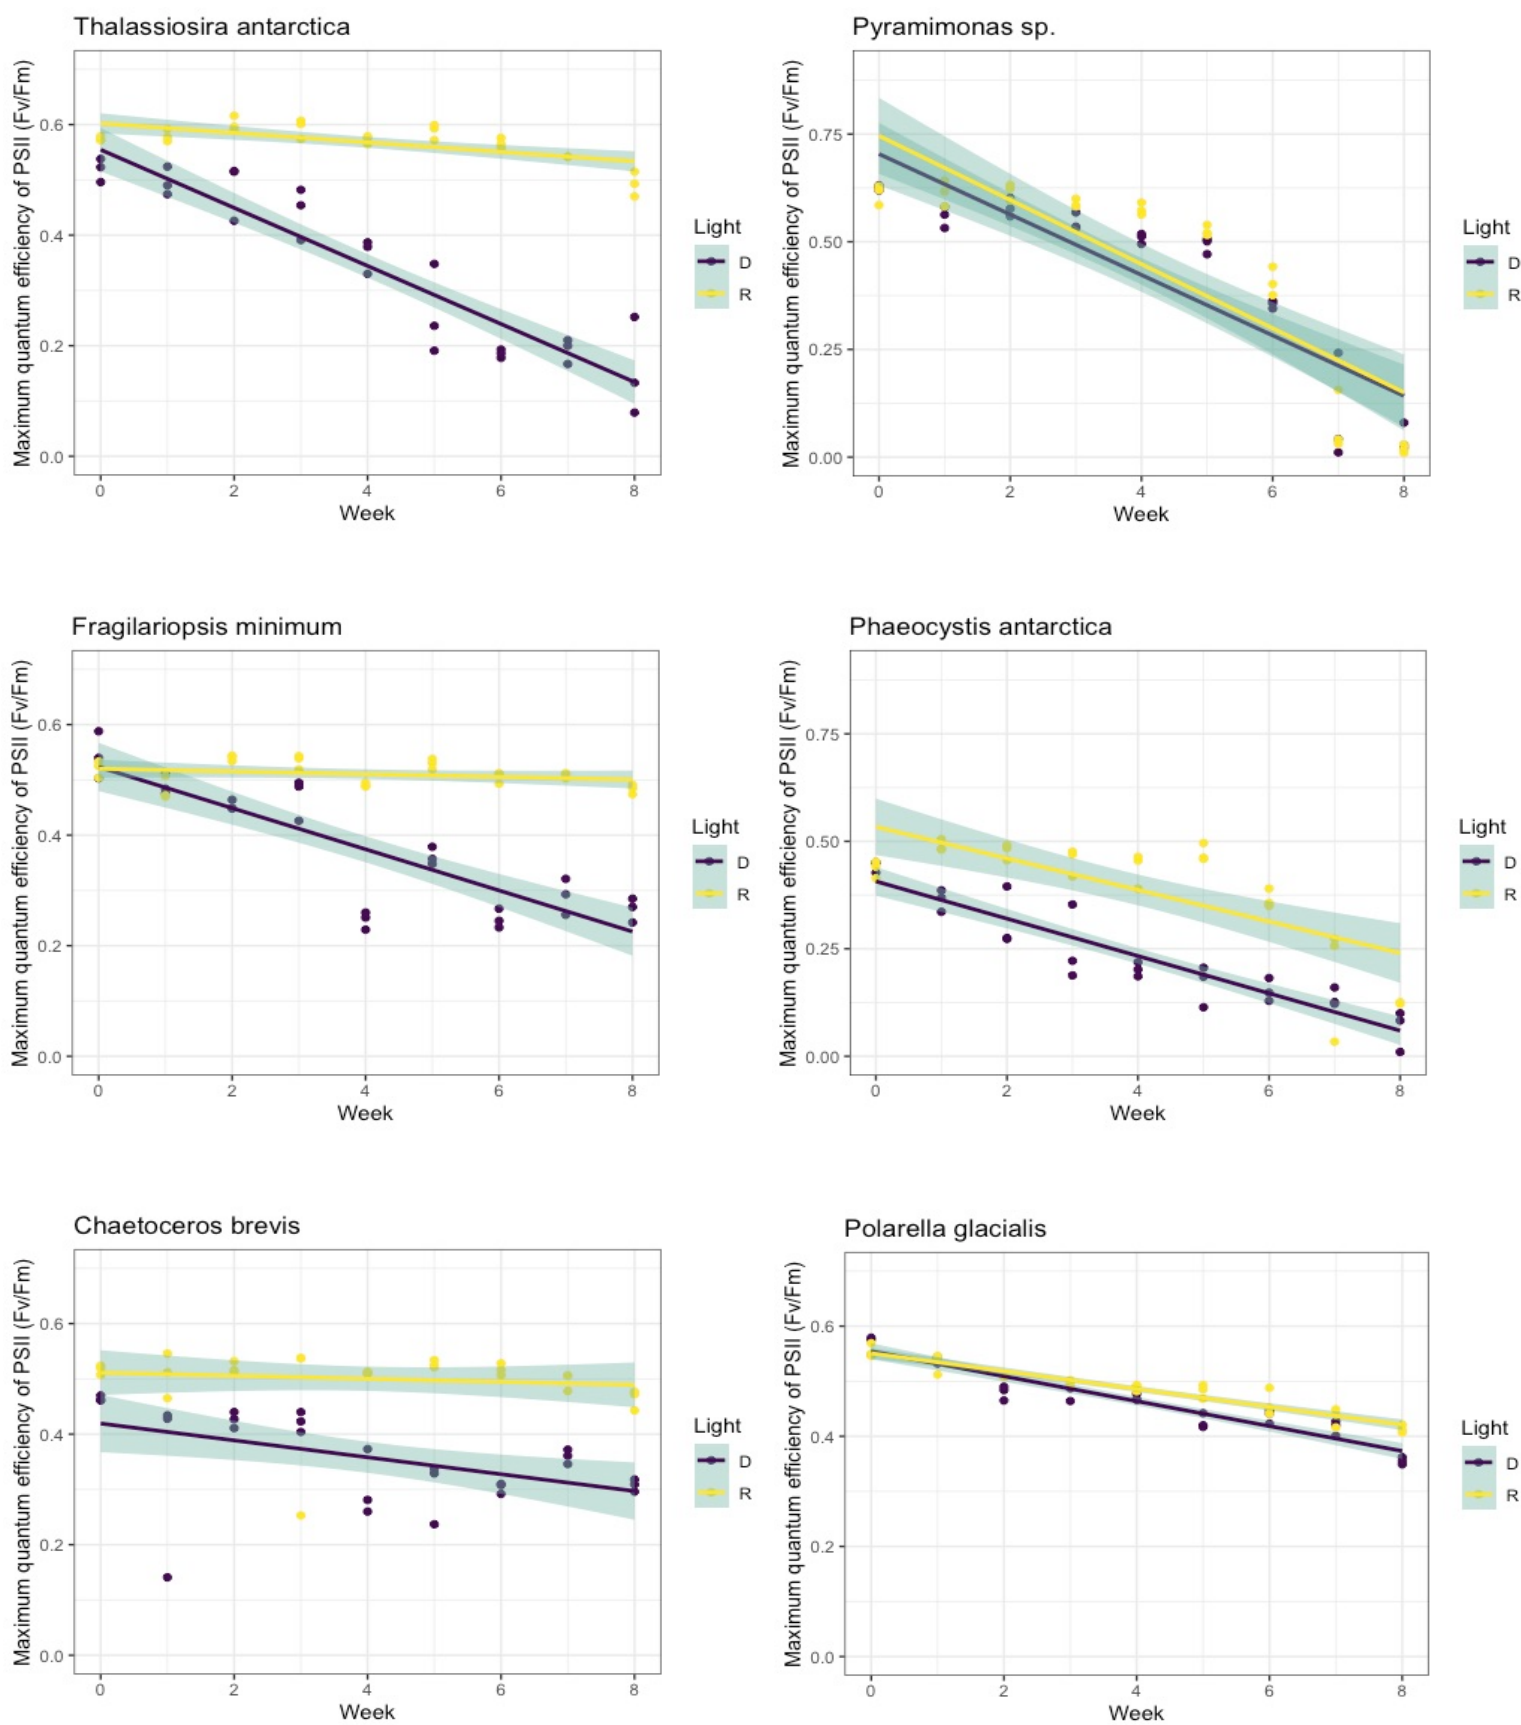 Thalassiosira antarctica
Maximum quantum efficiency of PSII (Fv/Fm)
0.6
0.4
0.2
0.0
0 2 4 6 8
Week
Light
D
R
Pyramimonas sp.
Maximum quantum efficiency of PSII (Fv/Fm)
0.75
0.50
0.25
0.00
0 2 4 6 8
Week
Light
D
R
Fragilariopsis minimum
Maximum quantum efficiency of PSII (Fv/Fm)
0.6
0.4
0.2
0.0
0 2 4 6 8
Week
Light
D
R
Phaeocystis antarctica
Maximum quantum efficiency of PSII (Fv/Fm)
0.75
0.50
0.25
0.00
0 2 4 6 8
Week
Light
D
R
Chaetoceros brevis
Maximum quantum efficiency of PSII (Fv/Fm)
0.6
0.4
0.2
0.0
0 2 4 6 8
Week
Light
D
R
Polarella glacialis
Maximum quantum efficiency of PSII (Fv/Fm)
0.6
0.4
0.2
0.0
0 2 4 6 8
Week
Light
D
R